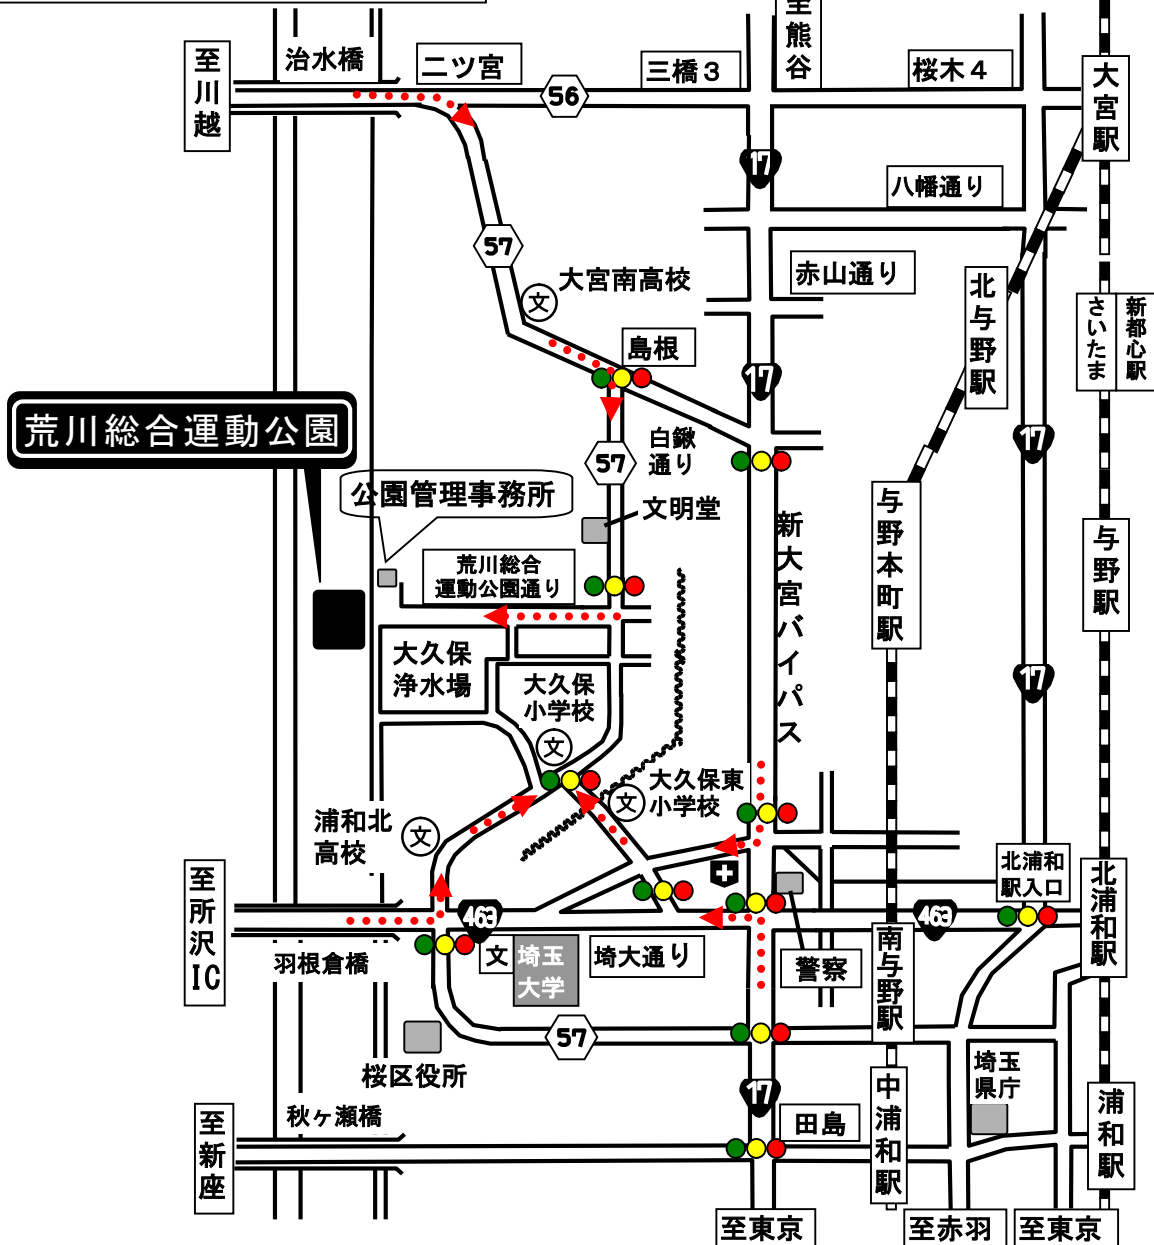 至熊谷
治水橋
二ツ宮
三橋３
桜木４
至川越
56
大宮駅
17
八幡通り
57
大宮南高校
文
赤山通り
北与野駅
さいたま
新都心駅
島根
17
荒川総合運動公園
白鍬
通り
57
17
公園管理事務所
文明堂
与野本町駅
新大宮バイパス
与野駅
荒川総合
運動公園通り
大久保
浄水場
大久保
小学校
文
17
大久保東
小学校
文
浦和北
高校
文
北浦和
駅入口
北浦和駅
至所沢IC
463
463
羽根倉橋
文
埼玉
大学
埼大通り
警察
南与野駅
57
桜区役所
埼玉
県庁
17
中浦和駅
浦和駅
秋ヶ瀬橋
田島
至新座
至東京
至赤羽
至東京